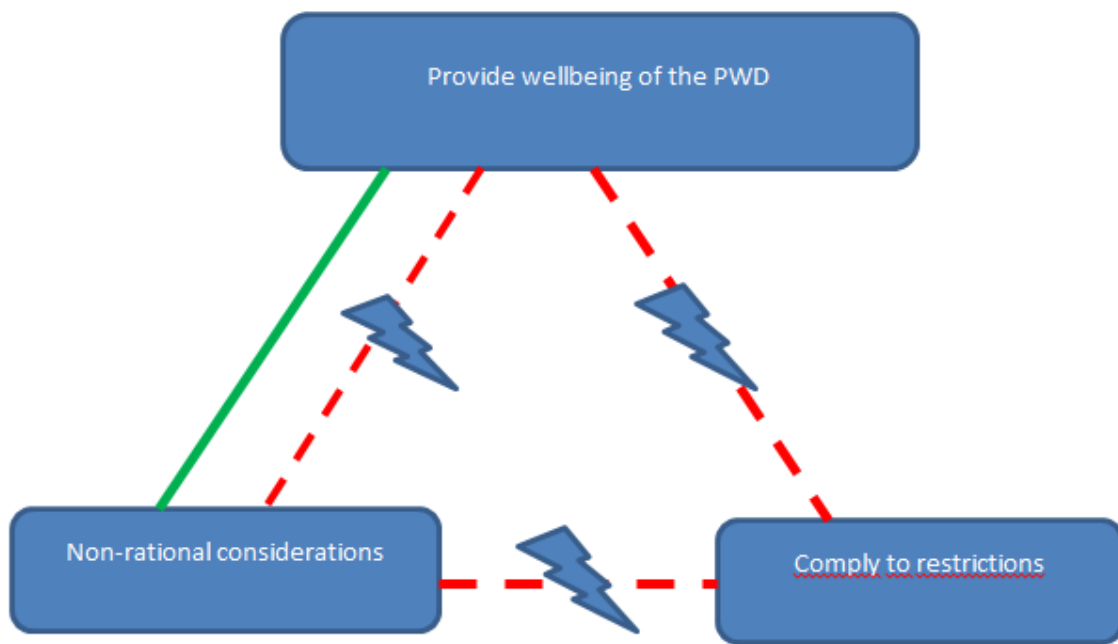 Provide wellbeing of the PWD
Non-rational considerations
Comply to restrictions